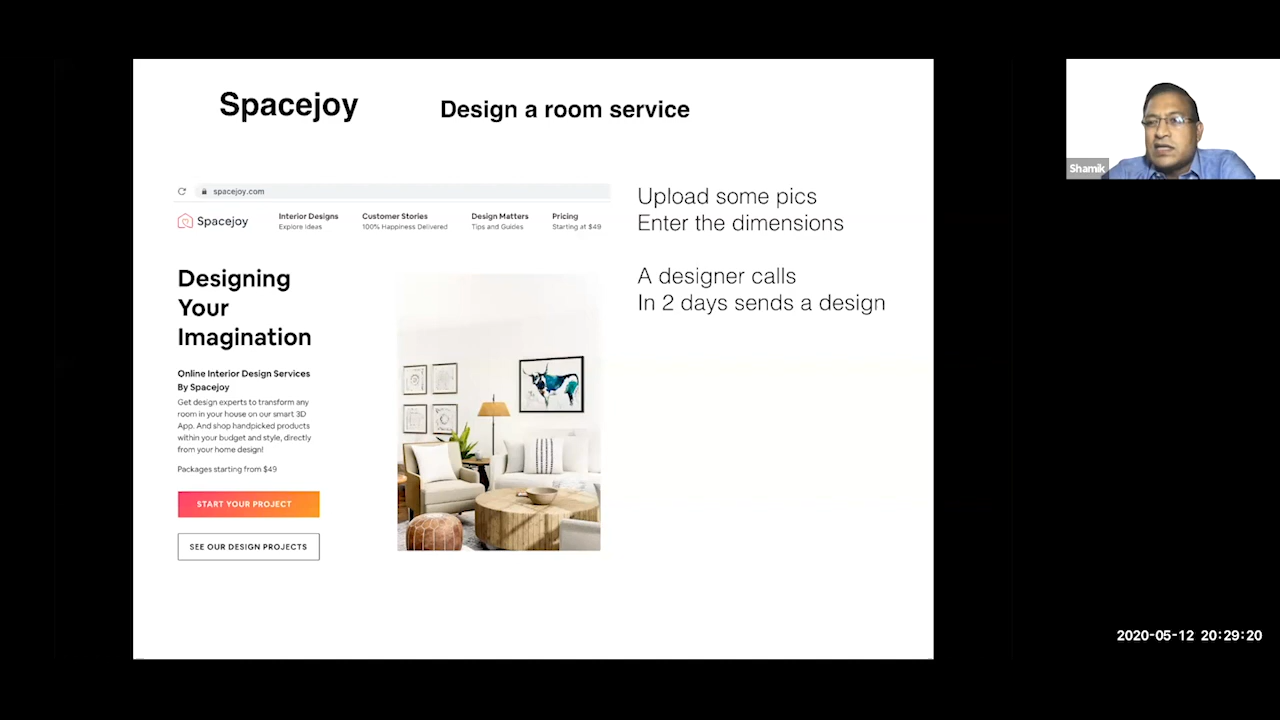 Spacejoy
Design a room service
spacejoy.com
Spacejoy
Interior Designs
Explore Ideas
Customer Stories
100% Happiness Delivered
Design Matters
Tips and Guides
Pricing
Starting at $49
Designing
Your
Imagination
Online Interior Design Services
By Spacejoy
Get design experts to transform any
room in your house on our smart 3D
App. And shop handpicked products
within your budget and style, directly
from your home design!
Packages starting from $49
START YOUR PROJECT
SEE OUR DESIGN PROJECTS
Upload some pics
Enter the dimensions
A designer calls
In 2 days sends a design
Shamik
2020-05-12 20:29:20